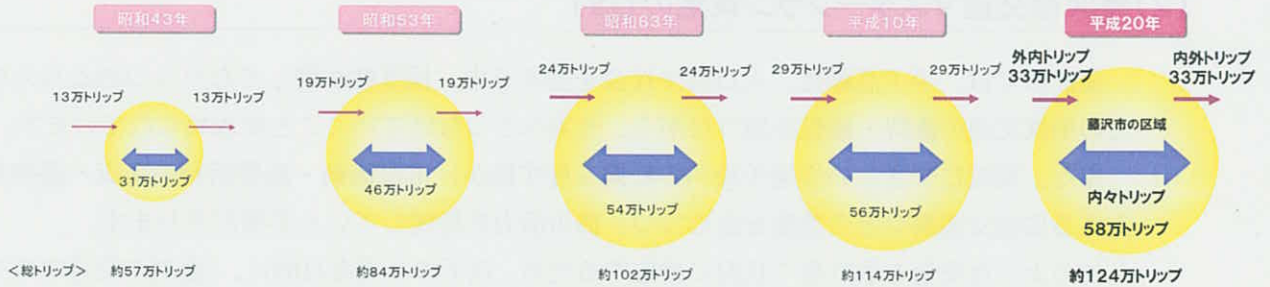 昭和43年
13万トリップ
13万トリップ
31万トリップ
昭和53年
19万トリップ
19万トリップ
46万トリップ
昭和63年
24万トリップ
24万トリップ
54万トリップ
平成10年
29万トリップ
29万トリップ
56万トリップ
平成20年
外内トリップ
33万トリップ
内外トリップ
33万トリップ
藤沢市の区域
内々トリップ
58万トリップ
<総トリップ>
約57万トリップ
約84万トリップ
約102万トリップ
約114万トリップ
約124万トリップ